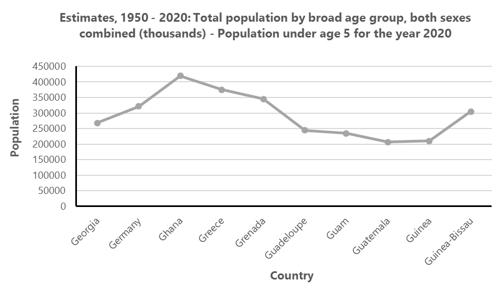 Estimates, 1950 - 2020: Total population by broad age group, both sexes
combined (thousands) - Population under age 5 for the year 2020
450000
400000
350000
300000
250000
200000
150000
100000
50000
0
Population
Georgia
Germany
Ghana
Greece
Grenada
Guadeloupe
Guam
Guatemala
Guinea
Guinea-Bissau
Country